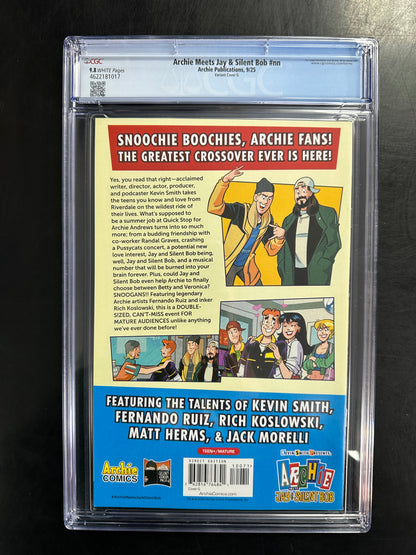 CGC
Archie Meets Jay & Silent Bob #nn
Archie Publications, 9/25
Variant Cover G
9.8 WHITE Pages
4622181017
SNOOCHIE BOOCHIES, ARCHIE FANS!
THE GREATEST CROSSOVER EVER IS HERE!
Yes, you read that right—acclaimed
writer, director, actor, producer,
and podcaster Kevin Smith takes
the teens you know and love from
Riverdale on the wildest ride of
their lives. What's supposed to
be a summer job at Quick Stop for
Archie Andrews turns into so much
more; from a budding friendship with
co-worker Randal Graves, crashing
a Pussycats concert, a potential new
love interest, Jay and Silent Bob being,
well, Jay and Silent Bob, and a musical
number that will be burned into your
brain forever. Plus, could Jay and
Silent Bob even help Archie to finally
choose between Betty and Veronica?
SNOOGANS!! Featuring legendary
Archie artists Fernando Ruiz and inker
Rich Koslowski, this is a DOUBLE-
SIZED, CAN'T-MISS event FOR
MATURE AUDIENCES unlike anything
we've ever done before!
FEATURING THE TALENTS OF KEVIN SMITH,
FERNANDO RUIZ, RICH KOSLOWSKI,
MATT HERMS, & JACK MORELLI
TEEN+/MATURE
DIRECT EDITION
10071
Archie
COMICS
Cover G
ArchieComics.com
KEVIN SMITH PRESENTS:
ARCHIE
JAY & SILENT BOB